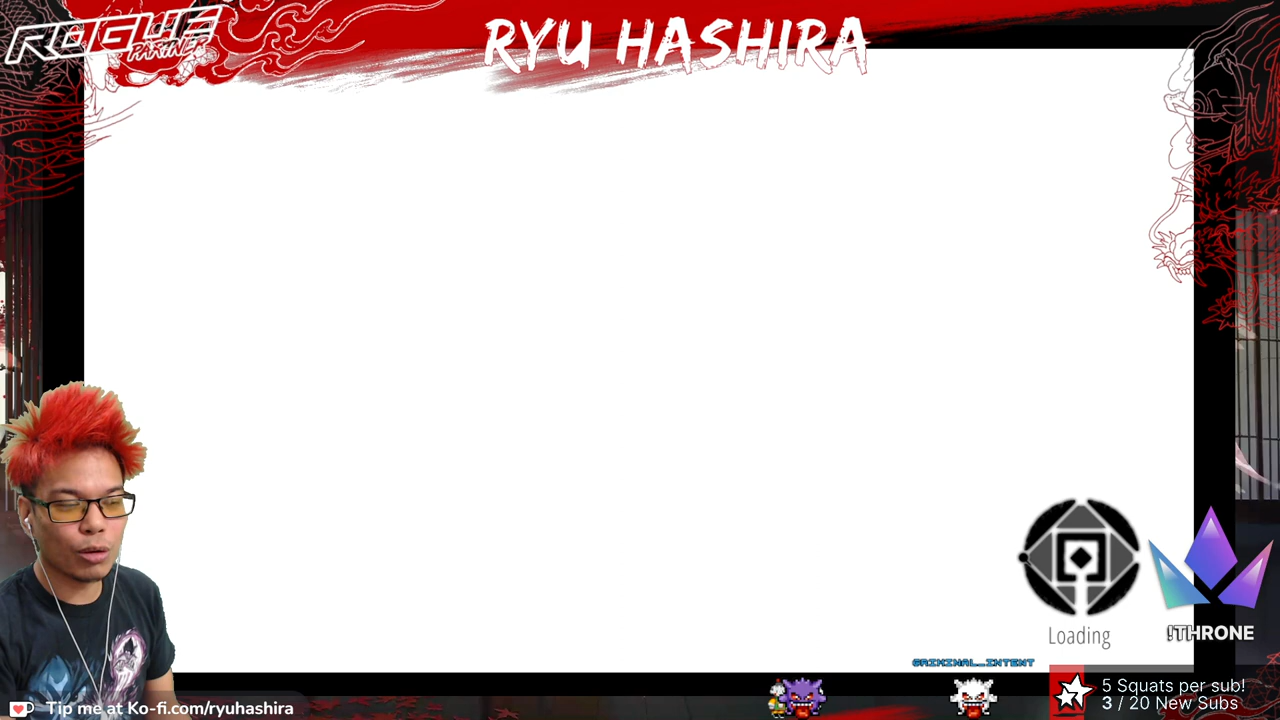 ROGUE
PARTNER
RYU HASHIRA
Loading
!THRONE
GRIMINAL_INTENT
5 Squats per sub!
3 / 20 New Subs
Tip me at Ko-fi.com/ryuhashira